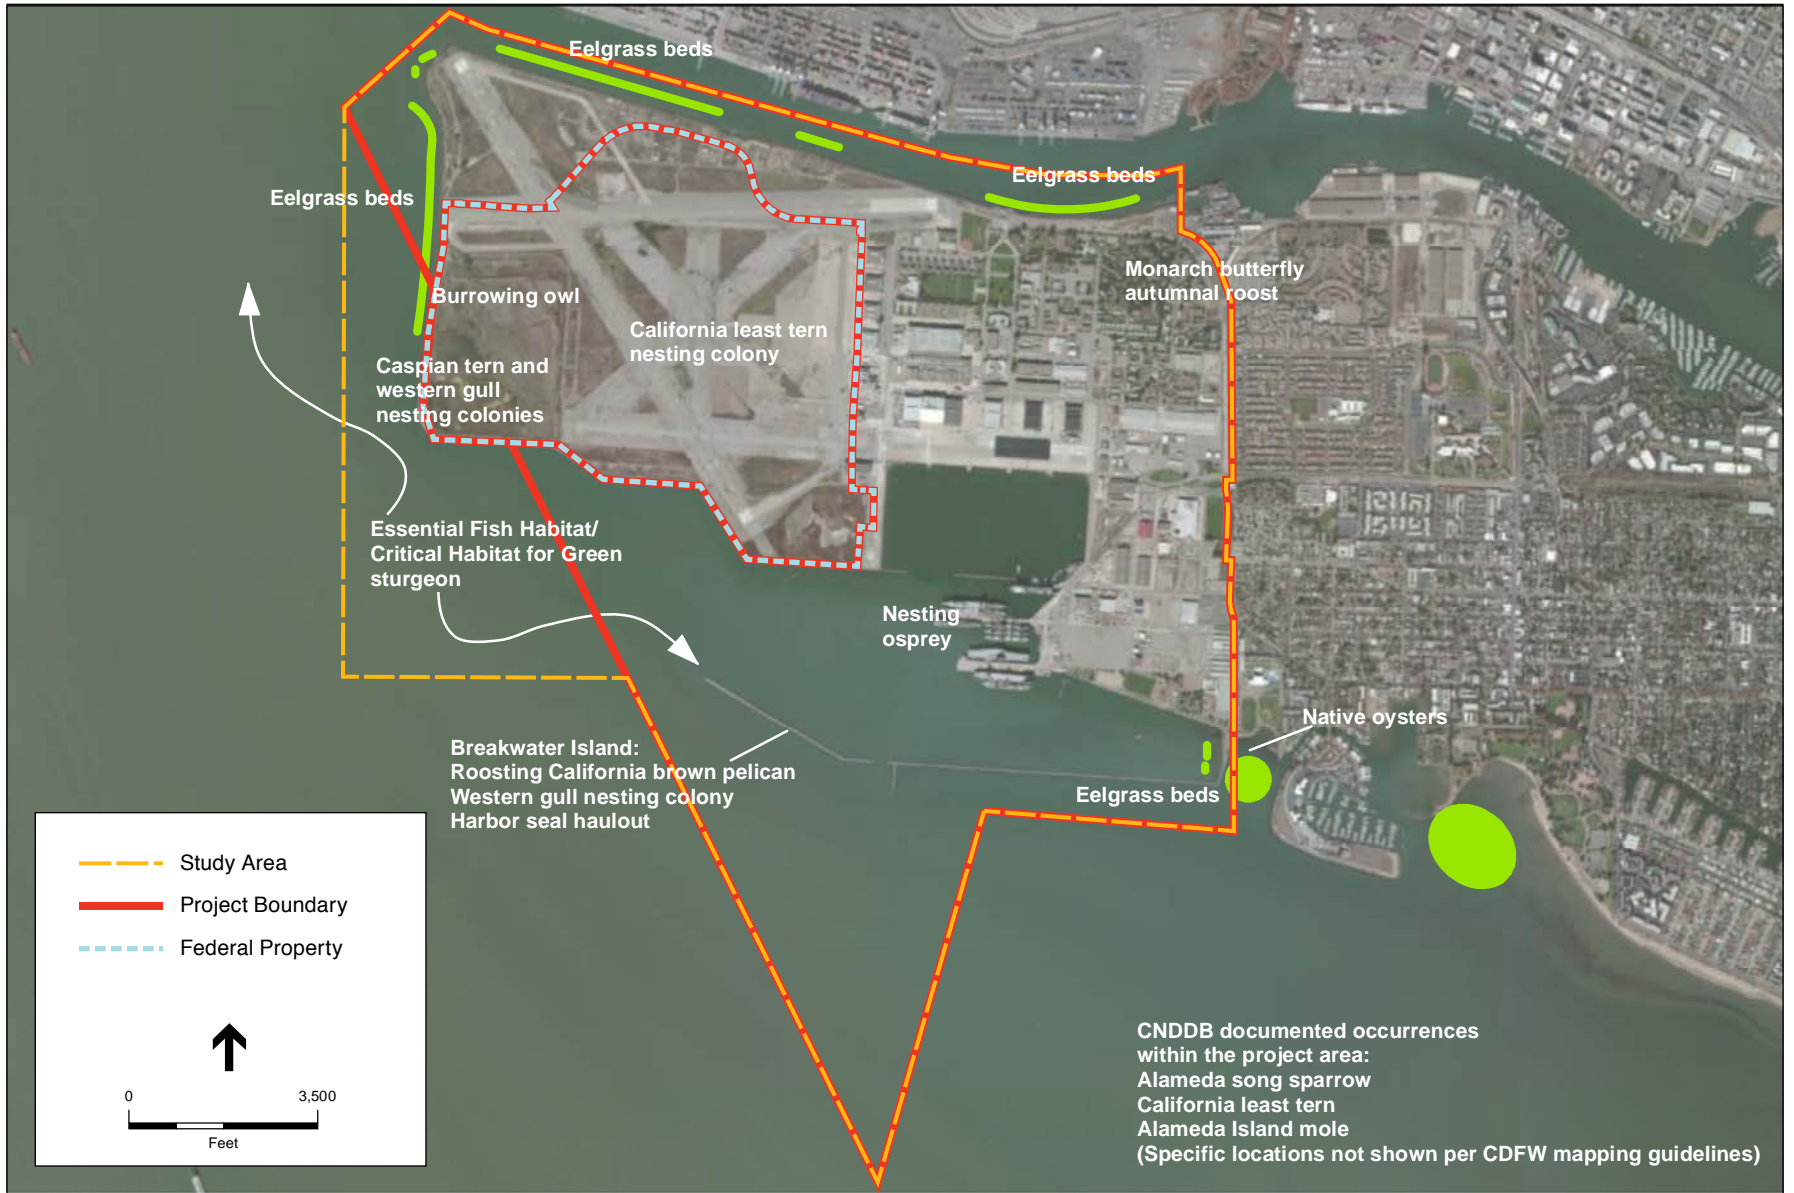 Eelgrass beds
Eelgrass beds
Eelgrass beds
Monarch butterfly
autumnal roost
Burrowing owl
California least tern
nesting colony
Caspian tern and
western gull
nesting colonies
Essential Fish Habitat/
Critical Habitat for Green
sturgeon
Nesting
osprey
Native oysters
Breakwater Island:
Roosting California brown pelican
Western gull nesting colony
Harbor seal haulout
Eelgrass beds
Study Area
Project Boundary
Federal Property
0 3,500
Feet
CNDDB documented occurrences
within the project area:
Alameda song sparrow
California least tern
Alameda Island mole
(Specific locations not shown per CDFW mapping guidelines)